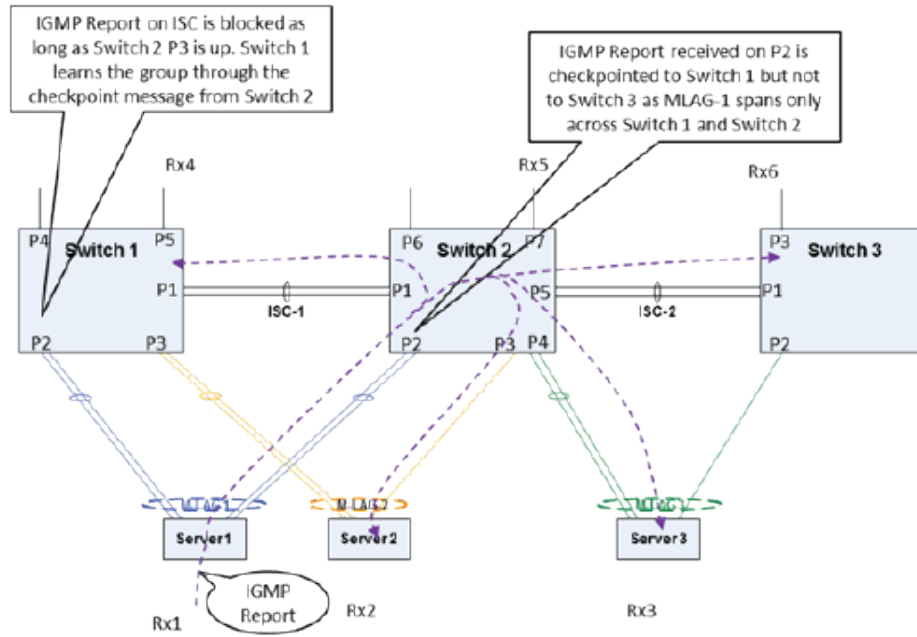 IGMP Report on ISC is blocked as
long as Switch 2 P3 is up. Switch 1
learns the group through the
checkpoint message from Switch 2
IGMP Report received on P2 is
checkpointed to Switch 1 but not
to Switch 3 as MLAG-1 spans only
across Switch 1 and Switch 2
Rx4
Rx5
Rx6
P4
P5
Switch 1
P1
P2
P3
ISC-1
P6
P7
Switch 2
P1
P5
P2
P3
P4
ISC-2
P3
Switch 3
P1
P2
MLAG-1
MLAG-2
Server1
Server2
Server3
IGMP
Report
Rx1
Rx2
Rx3